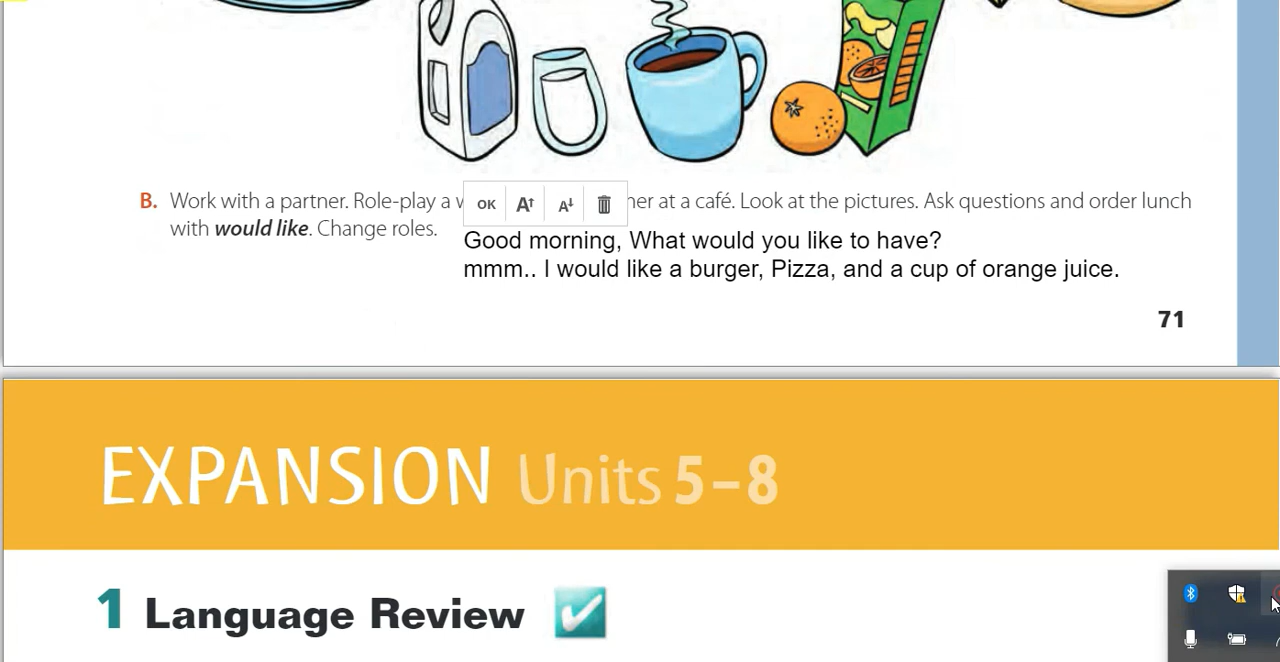 B. Work with a partner. Role-play a
OK A↑ A↓
her at a café. Look at the pictures. Ask questions and order lunch
with would like. Change roles.
Good morning, What would you like to have?
mmm.. I would like a burger, Pizza, and a cup of orange juice.
71
EXPANSION Units 5–8
1 Language Review